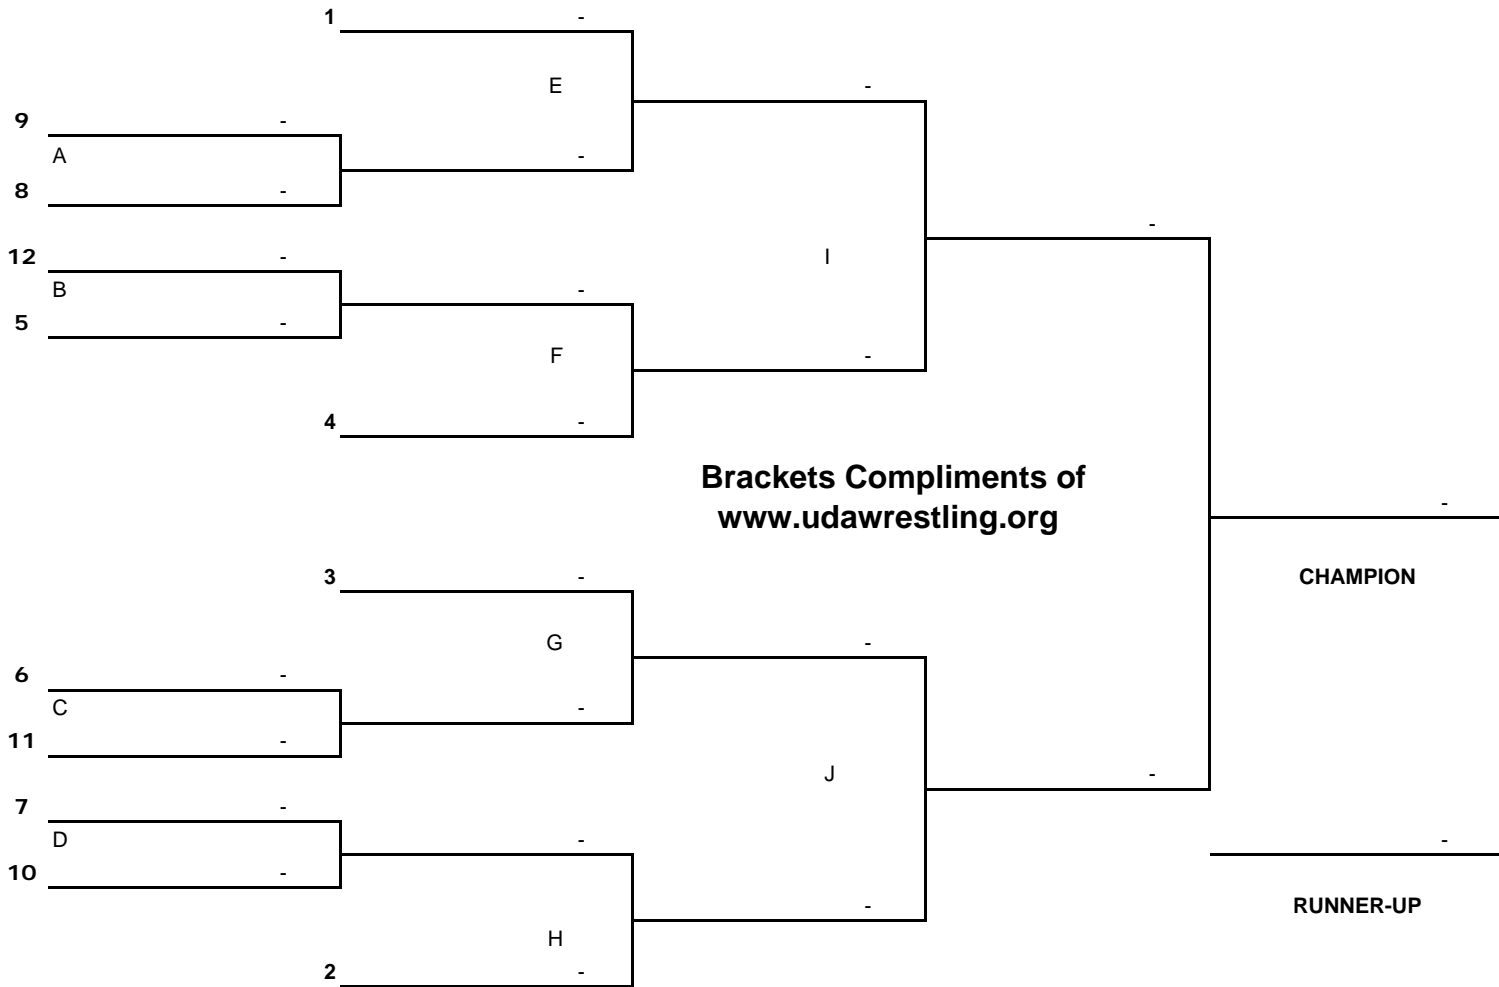 1 -
E -
9 -
A -
8 -
12 -
I
B -
5 -
F -
4 -
Brackets Compliments of
www.udawrestling.org
-
-
3 -
CHAMPION
G -
6 -
C -
11 -
J -
7 -
D - -
10 -
RUNNER-UP
-
H
2 -